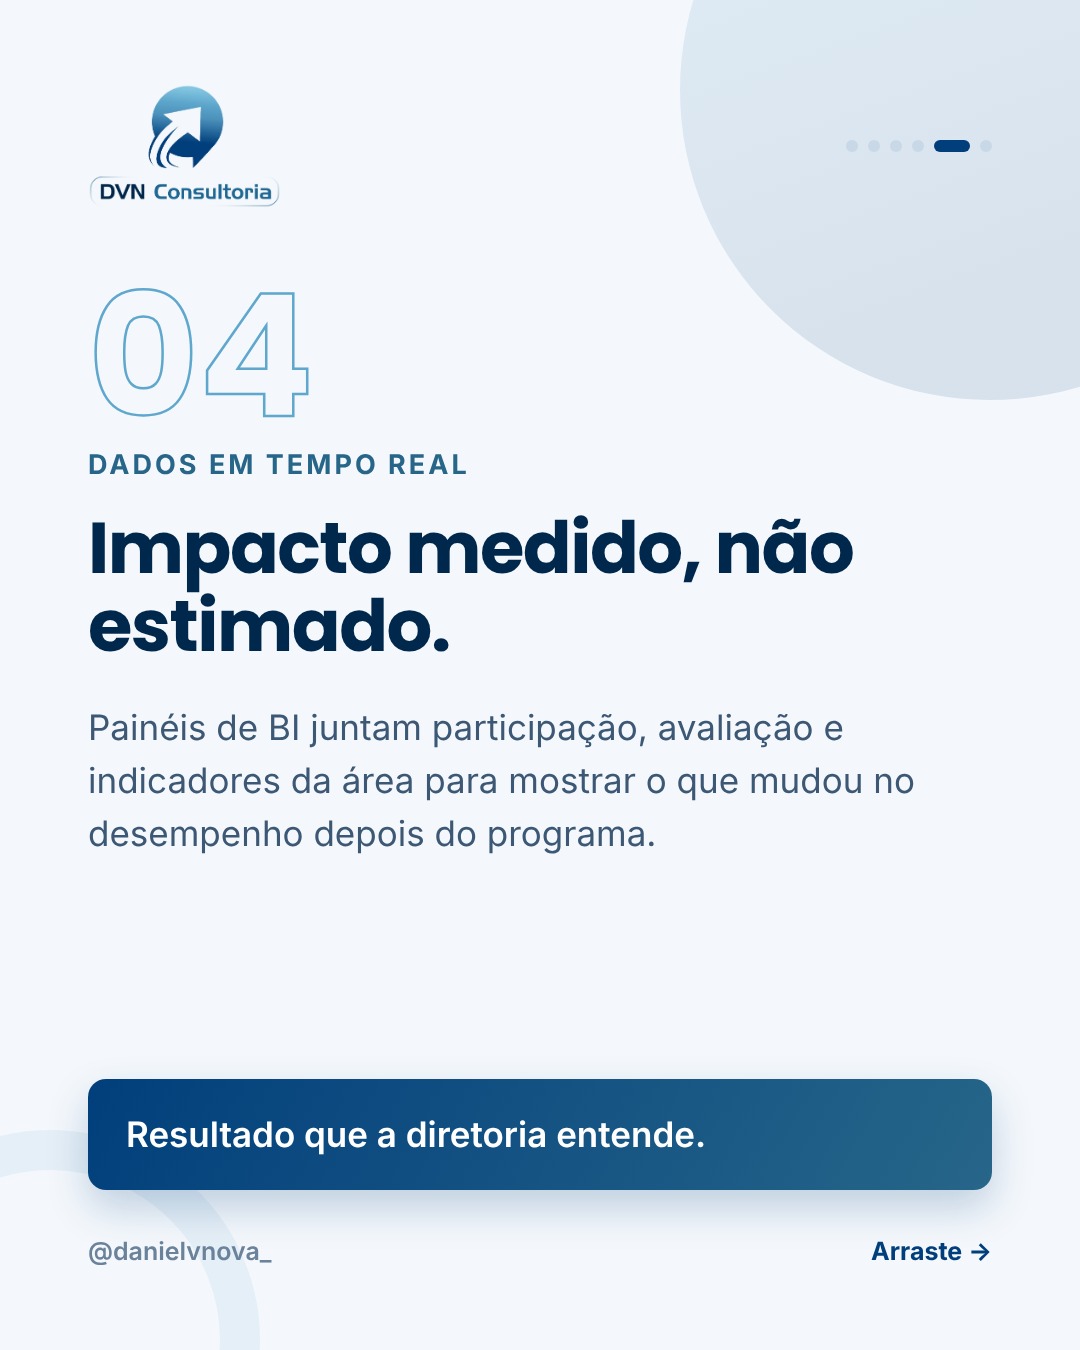 DVN Consultoria
04
DADOS EM TEMPO REAL
Impacto medido, não
estimado.
Painéis de BI juntam participação, avaliação e
indicadores da área para mostrar o que mudou no
desempenho depois do programa.
Resultado que a diretoria entende.
@danielvnova_
Arraste →